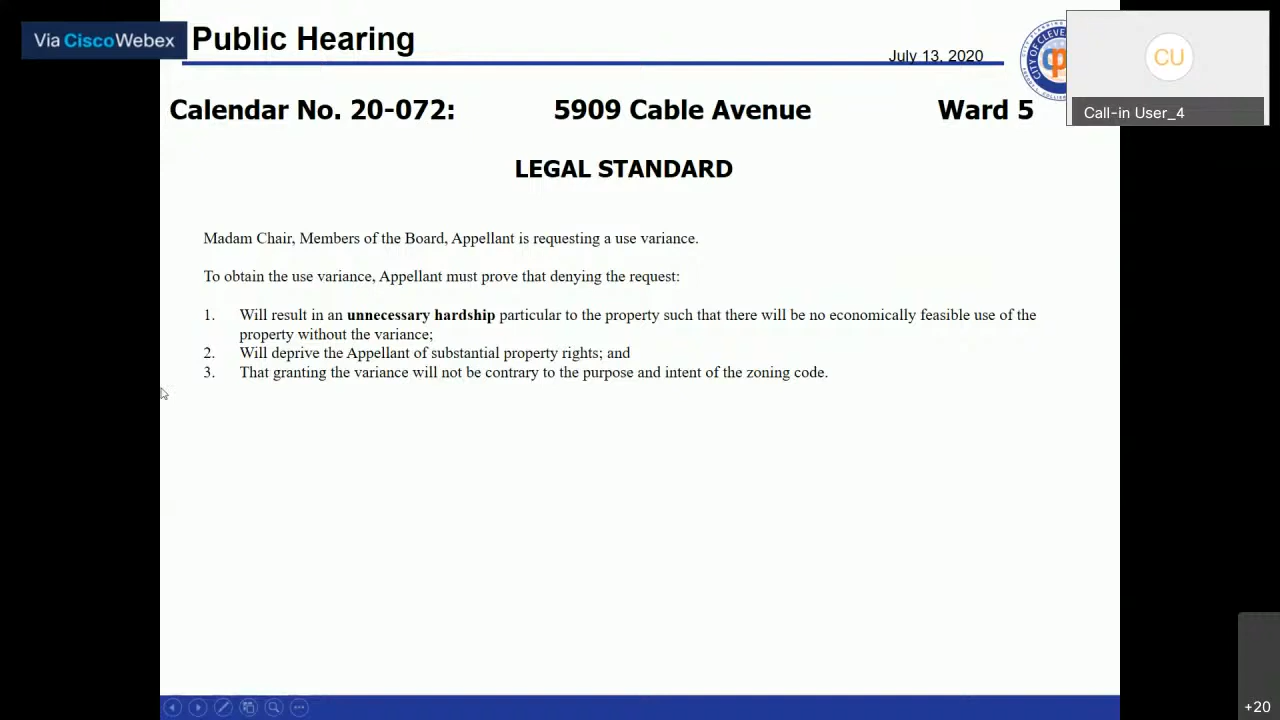 Via CiscoWebex
Public Hearing
July 13, 2020
CITY OF CLEV
CU
Call-in User_4
Calendar No. 20-072: 5909 Cable Avenue Ward 5
LEGAL STANDARD
Madam Chair, Members of the Board, Appellant is requesting a use variance.
To obtain the use variance, Appellant must prove that denying the request:
1. Will result in an unnecessary hardship particular to the property such that there will be no economically feasible use of the
property without the variance;
2. Will deprive the Appellant of substantial property rights; and
3. That granting the variance will not be contrary to the purpose and intent of the zoning code.
+20